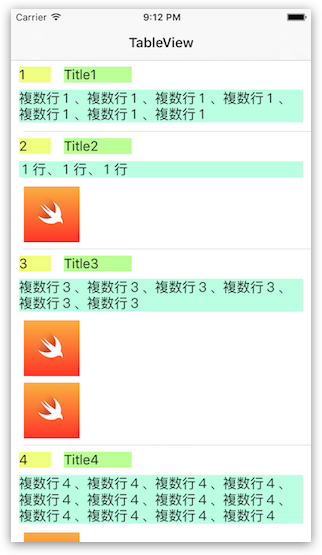 Carrier 9:12 PM
TableView
1 Title1
複数行１、複数行１、複数行１、複数行１、
複数行１、複数行１、複数行１
2 Title2
１行、１行、１行
3 Title3
複数行３、複数行３、複数行３、複数行３、
複数行３、複数行３
4 Title4
複数行４、複数行４、複数行４、複数行４、
複数行４、複数行４、複数行４、複数行４、
複数行４、複数行４、複数行４、複数行４